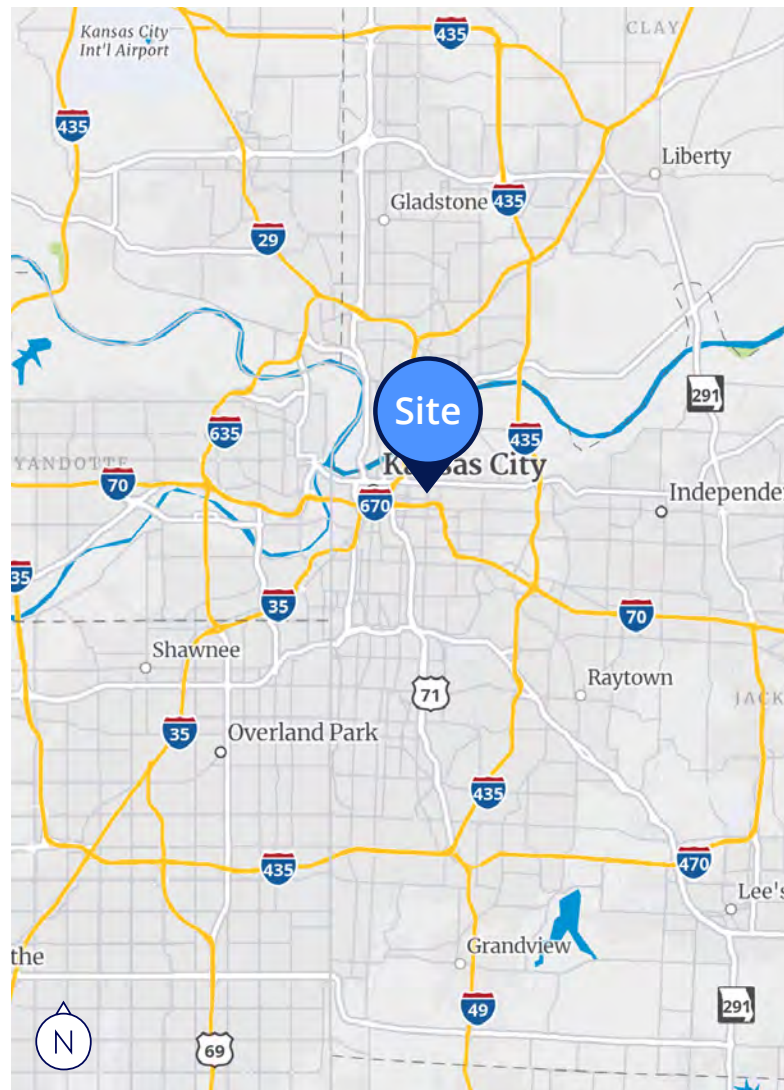 Kansas City
Int'l Airport
435
CLAY
435
Liberty
435
Gladstone
29
291
Site
635
435
YANDOTTE
Kansas City
70
670
Independe
35
35
70
Shawnee
Raytown
71
JACK
35
Overland Park
435
435
470
Lee's
the
Grandview
291
49
N
69